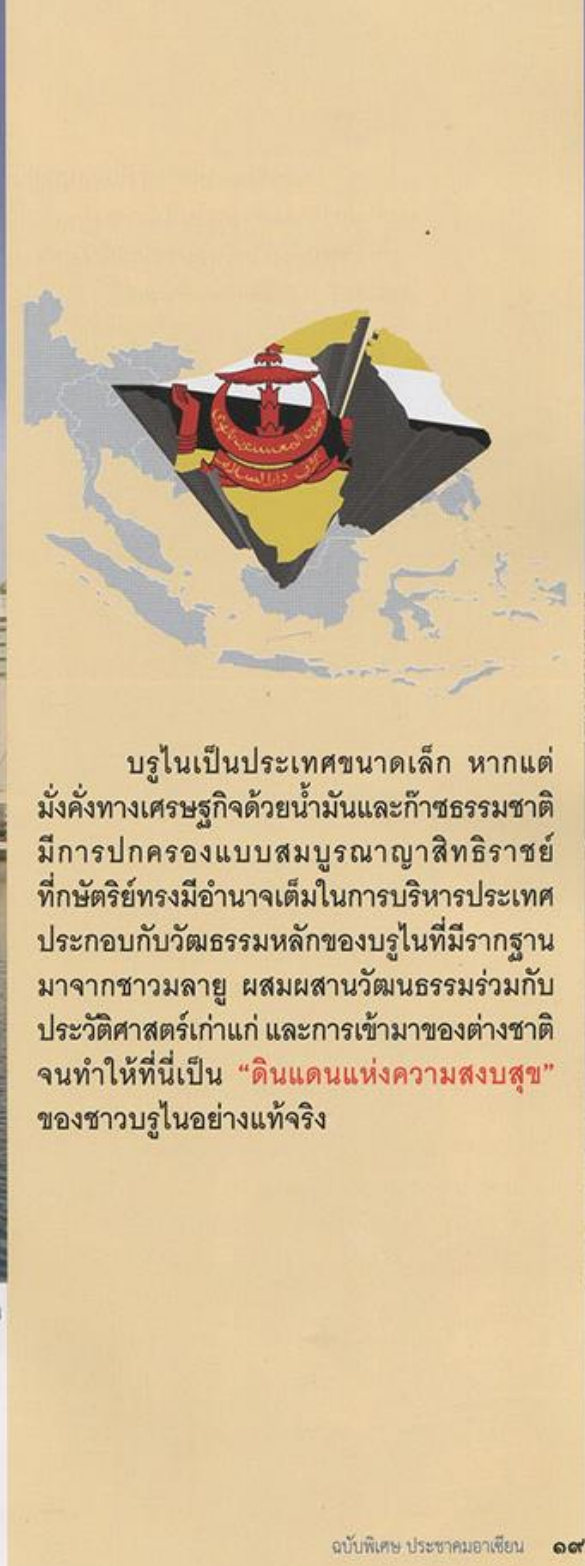 บรูไนเป็นประเทศขนาดเล็ก หากแต่
มั่งคั่งทางเศรษฐกิจด้วยน้ำมันและก๊าซธรรมชาติ
มีการปกครองแบบสมบูรณาญาสิทธิราชย์
ที่กษัตริย์ทรงมีอำนาจเต็มในการบริหารประเทศ
ประกอบกับวัฒธรรมหลักของบรูไนที่มีรากฐาน
มาจากชาวมลายู ผสมผสานวัฒนธรรมร่วมกับ
ประวัติศาสตร์เก่าแก่ และการเข้ามาของต่างชาติ
จนทำให้ที่นี่เป็น “ดินแดนแห่งความสงบสุข”
ของชาวบรูไนอย่างแท้จริง
ฉบับพิเศษ ประชาคมอาเซียน ๑๙